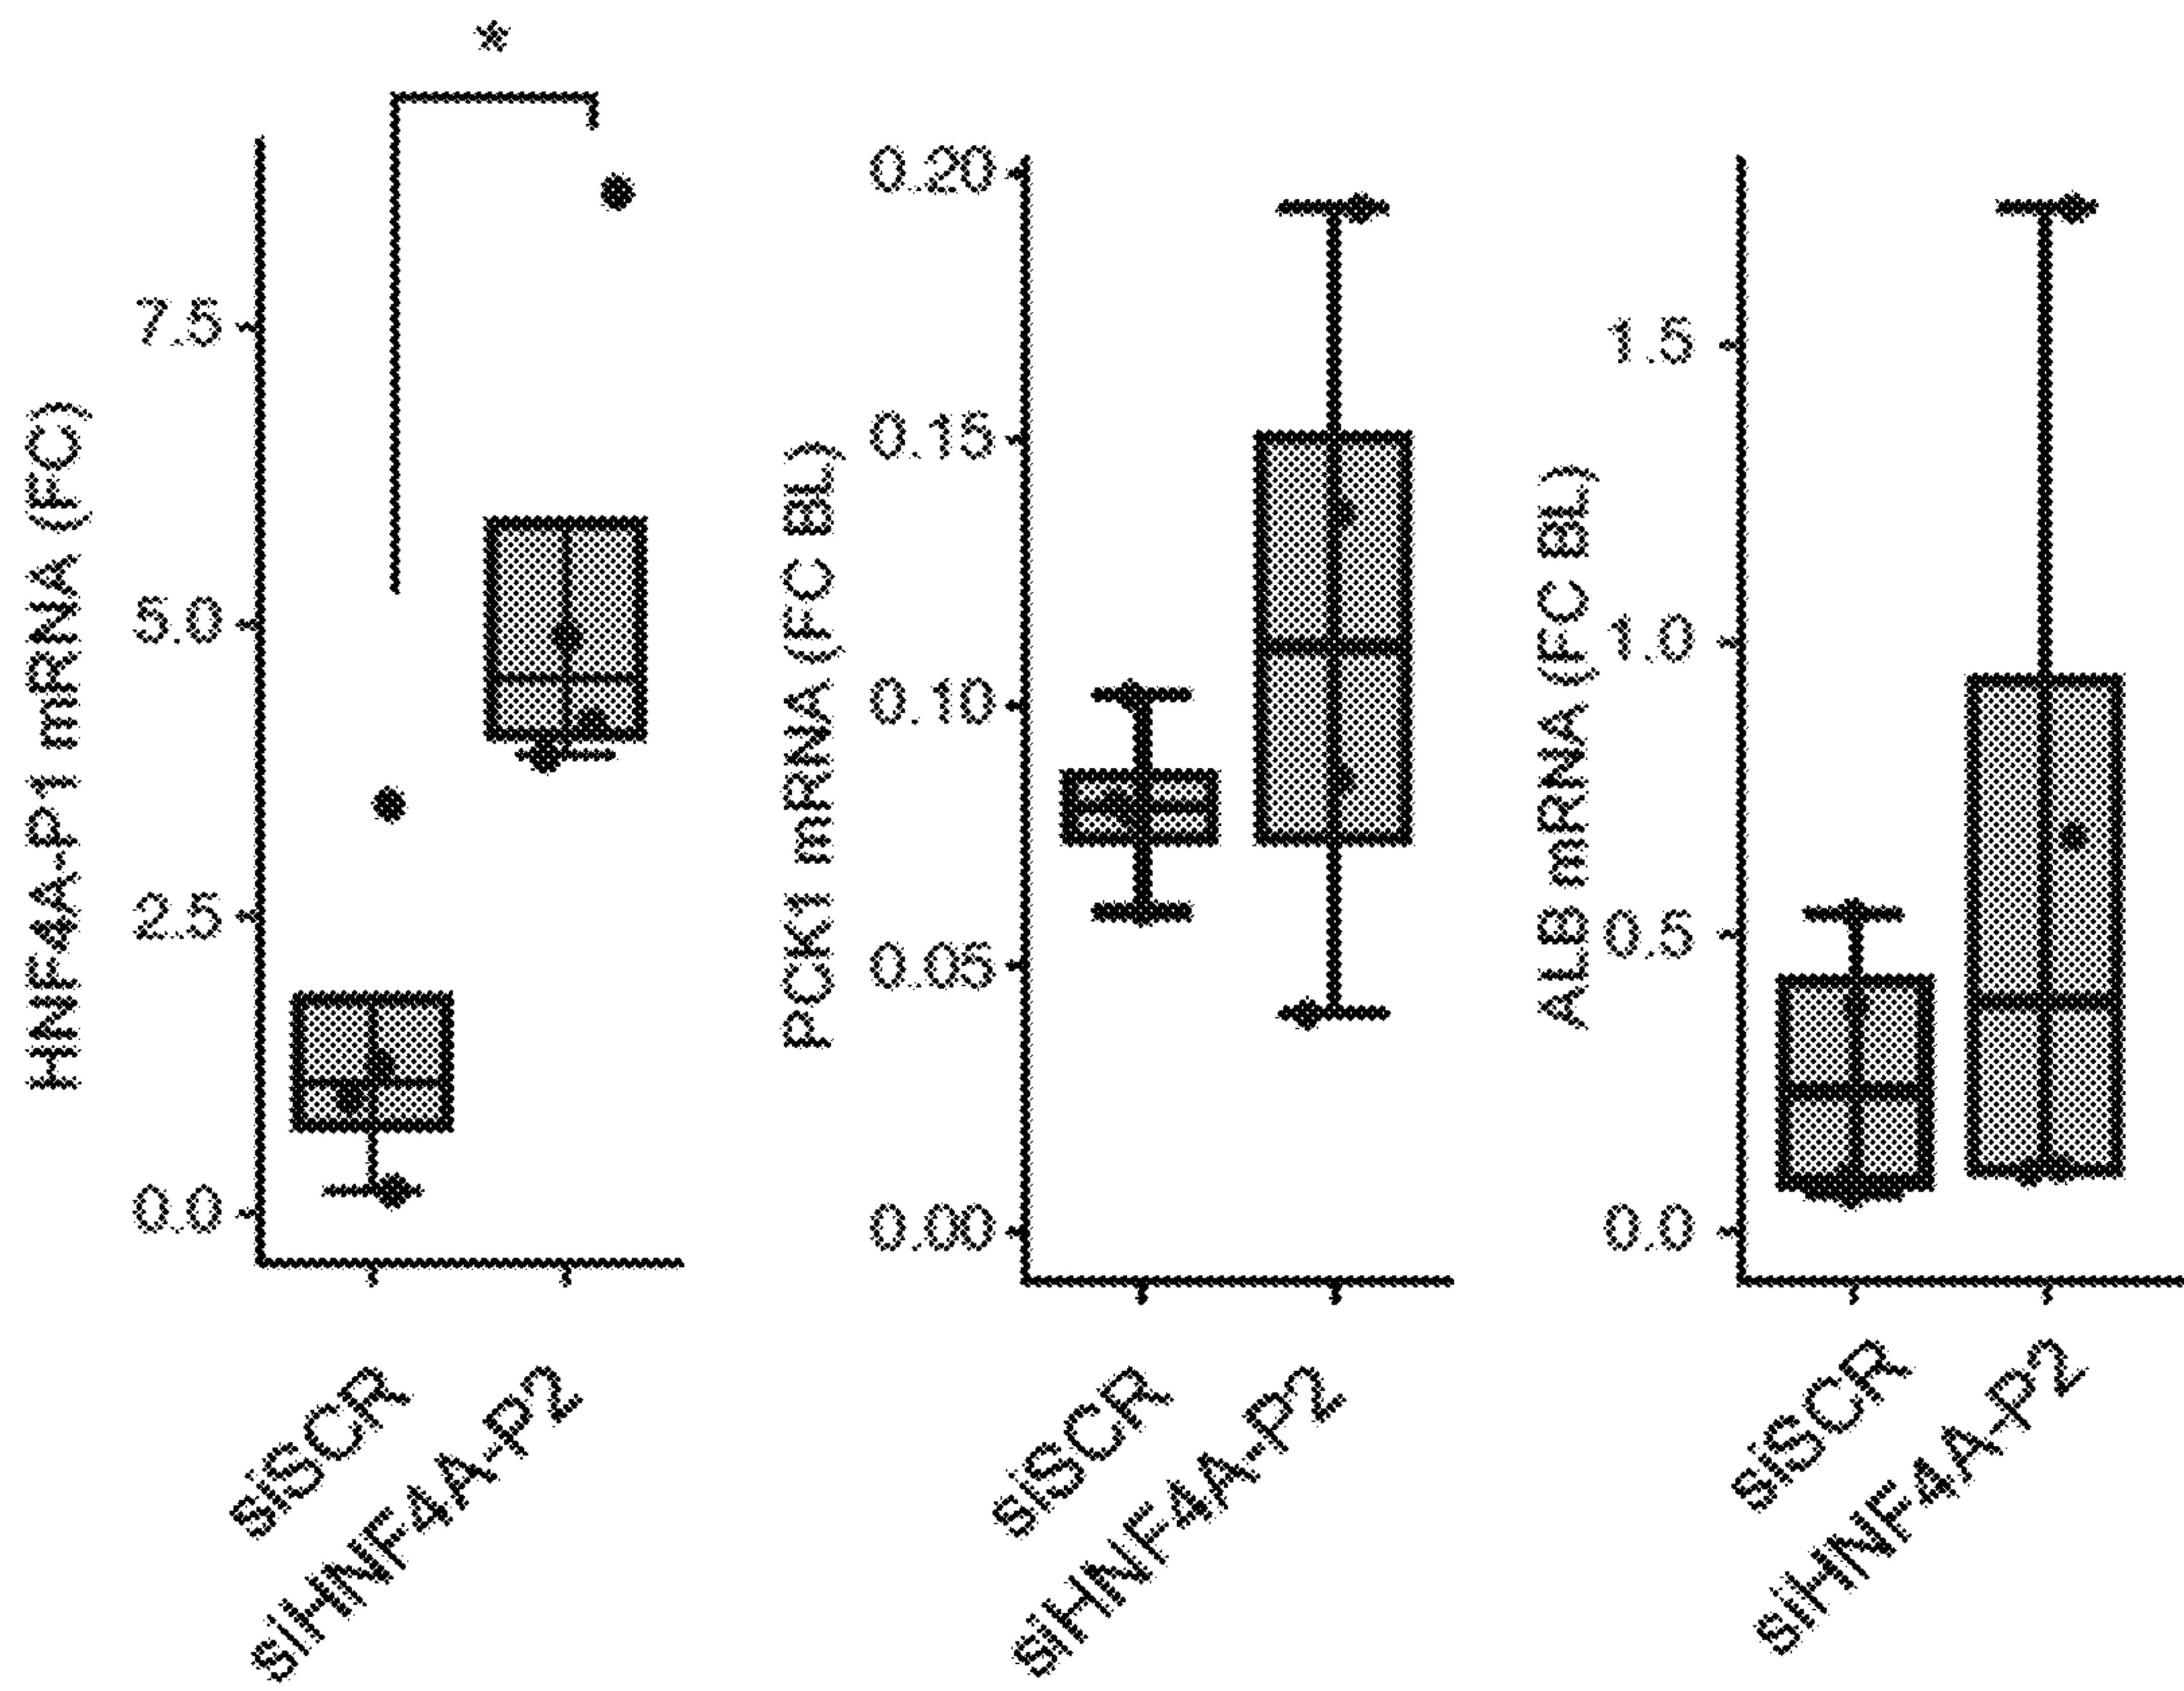 *
HNF4A-P1 mRNA (FC)
7.5
5.0
2.5
0.0
siSCR
siHNF4A-P2
PCK1 mRNA (FC BL)
0.20
0.15
0.10
0.05
0.00
siSCR
siHNF4A-P2
ALB mRNA (FC BL)
1.5
1.0
0.5
0.0
siSCR
siHNF4A-P2